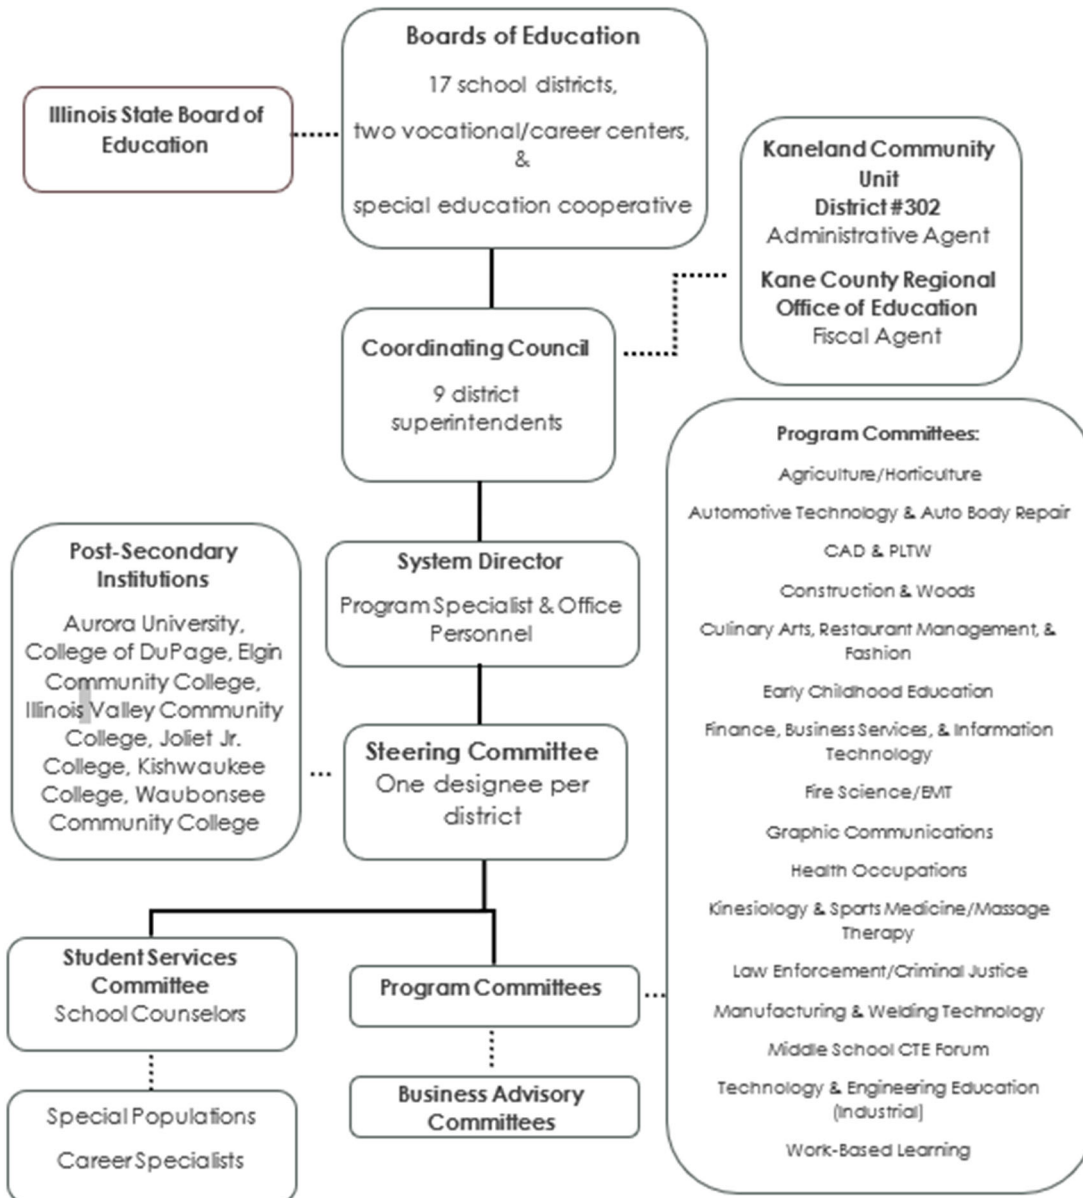 Boards of Education
17 school districts,
two vocational/career centers,
&
special education cooperative
Illinois State Board of
Education
Kaneland Community
Unit
District #302
Administrative Agent
Kane County Regional
Office of Education
Fiscal Agent
Coordinating Council
9 district
superintendents
System Director
Program Specialist & Office
Personnel
Post-Secondary
Institutions
Aurora University,
College of DuPage, Elgin
Community College,
Illinois Valley Community
College, Joliet Jr.
College, Kishwaukee
College, Waubonsee
Community College
Steering Committee
One designee per
district
Student Services
Committee
School Counselors
Special Populations
Career Specialists
Program Committees
Business Advisory
Committees
Program Committees:
Agriculture/Horticulture
Automotive Technology & Auto Body Repair
CAD & PLTW
Construction & Woods
Culinary Arts, Restaurant Management, &
Fashion
Early Childhood Education
Finance, Business Services, & Information
Technology
Fire Science/EMT
Graphic Communications
Health Occupations
Kinesiology & Sports Medicine/Massage
Therapy
Law Enforcement/Criminal Justice
Manufacturing & Welding Technology
Middle School CTE Forum
Technology & Engineering Education
(Industrial)
Work-Based Learning